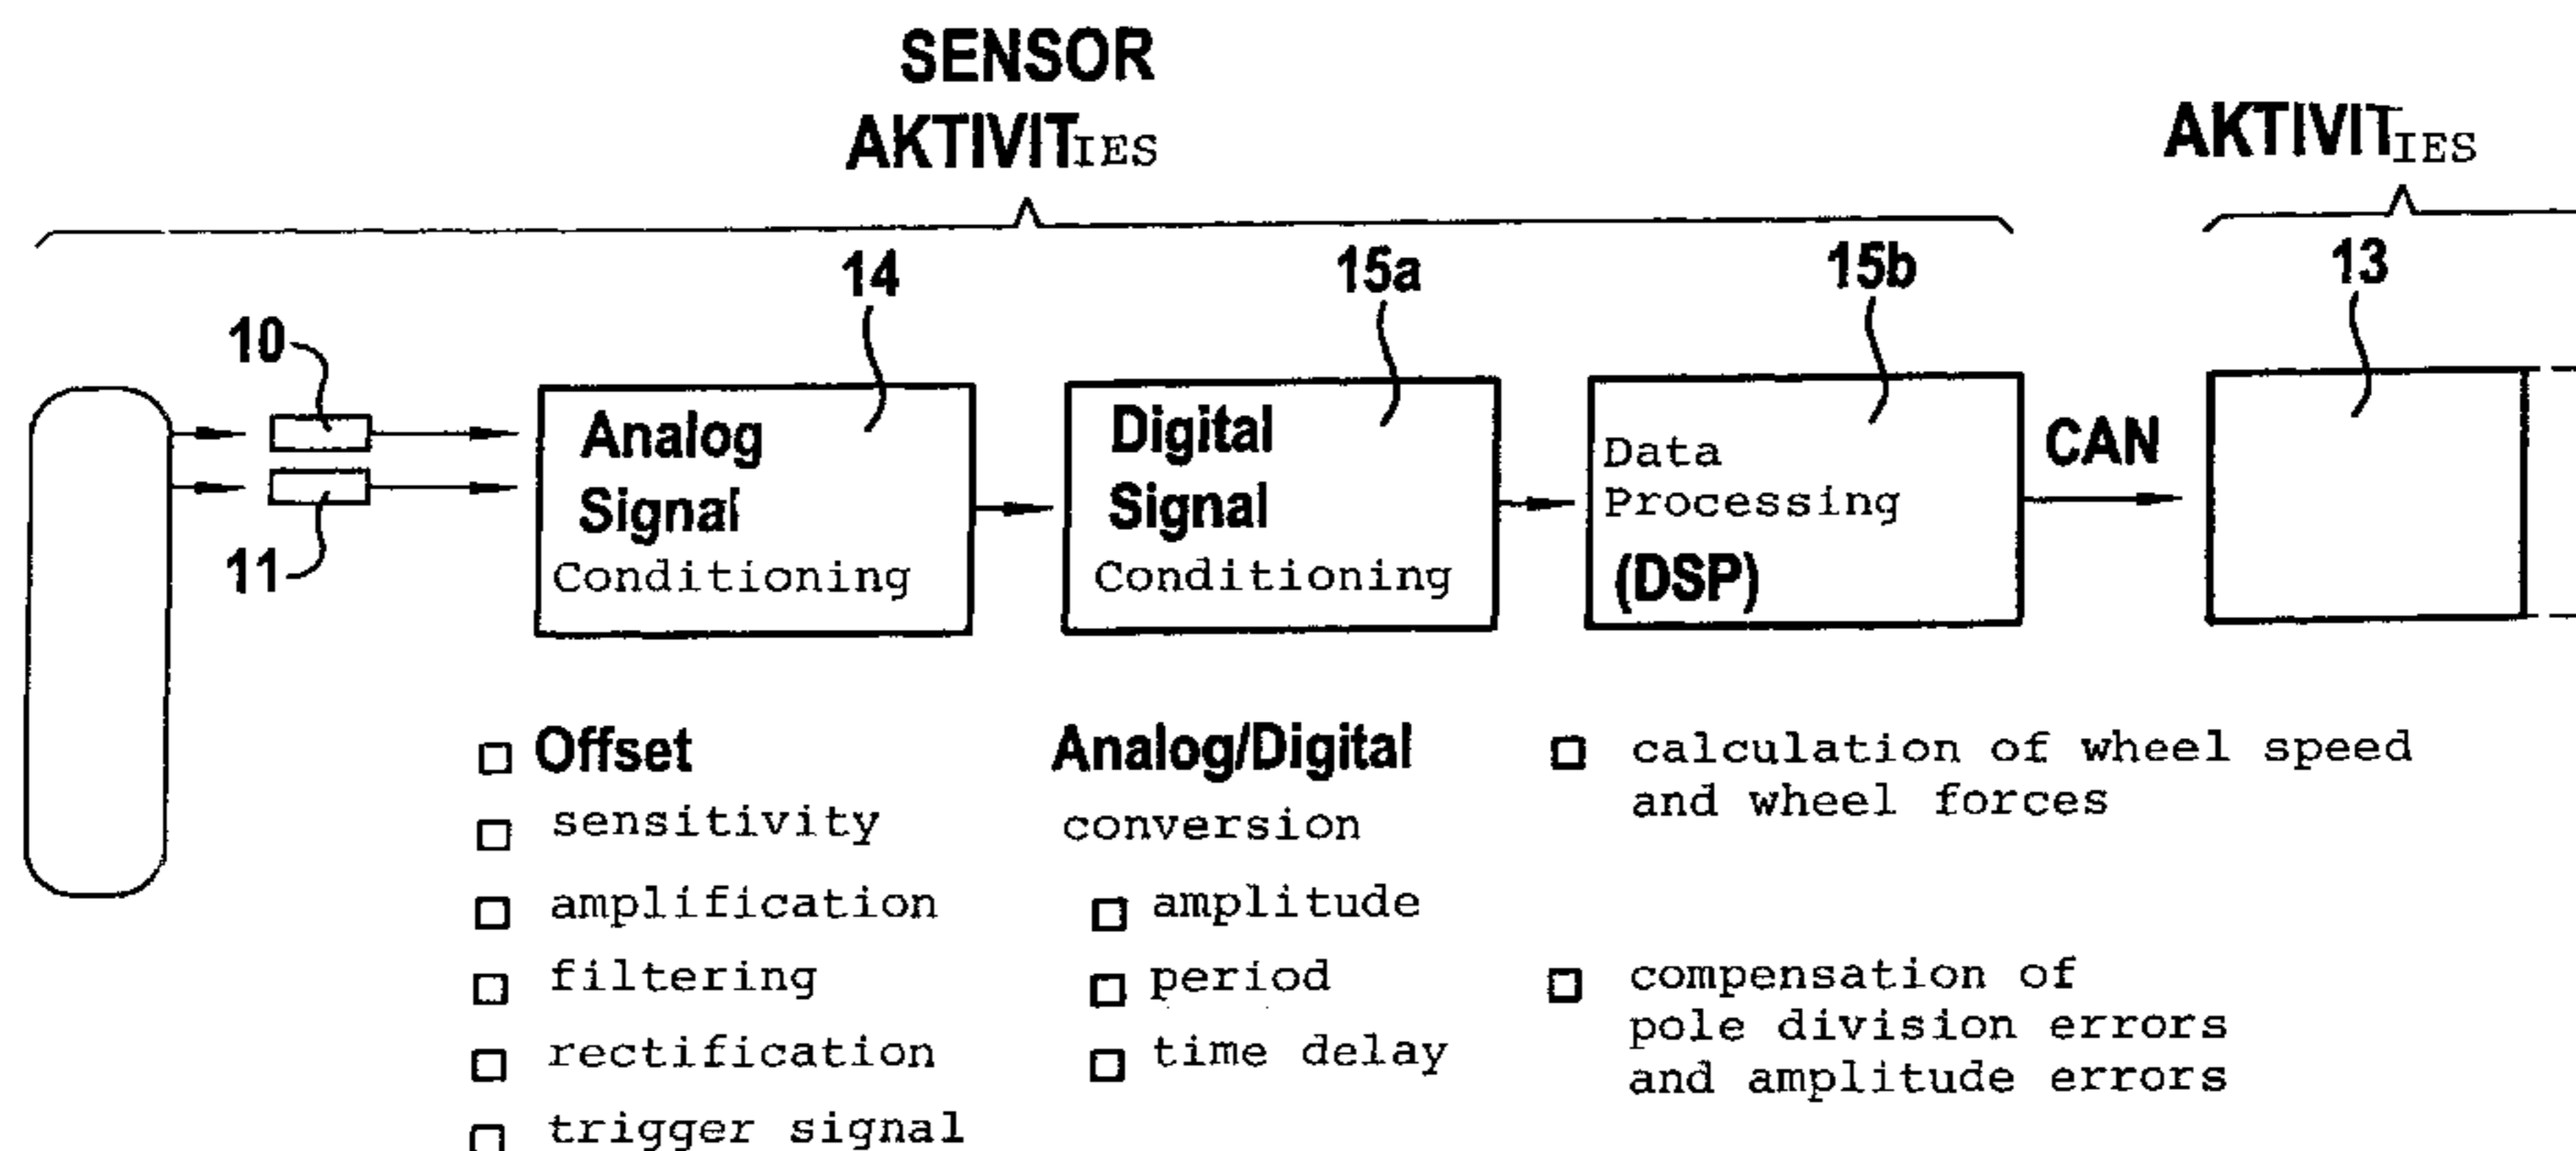 SENSOR
AKTIVITIES
AKTIVITIES
14
15a
15b
13
10
11
Analog
Signal
Conditioning
Digital
Signal
Conditioning
Data
Processing
(DSP)
CAN
Offset
sensitivity
amplification
filtering
rectification
trigger signal
Analog/Digital
conversion
amplitude
period
time delay
calculation of wheel speed
and wheel forces
compensation of
pole division errors
and amplitude errors